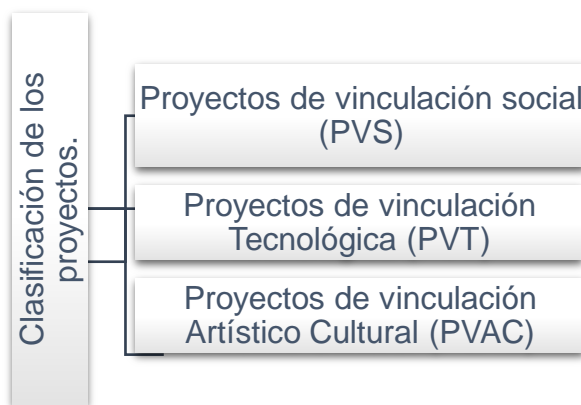 Clasificación de los
proyectos.
Proyectos de vinculación social
(PVS)
Proyectos de vinculación
Tecnológica (PVT)
Proyectos de vinculación
Artístico Cultural (PVAC)